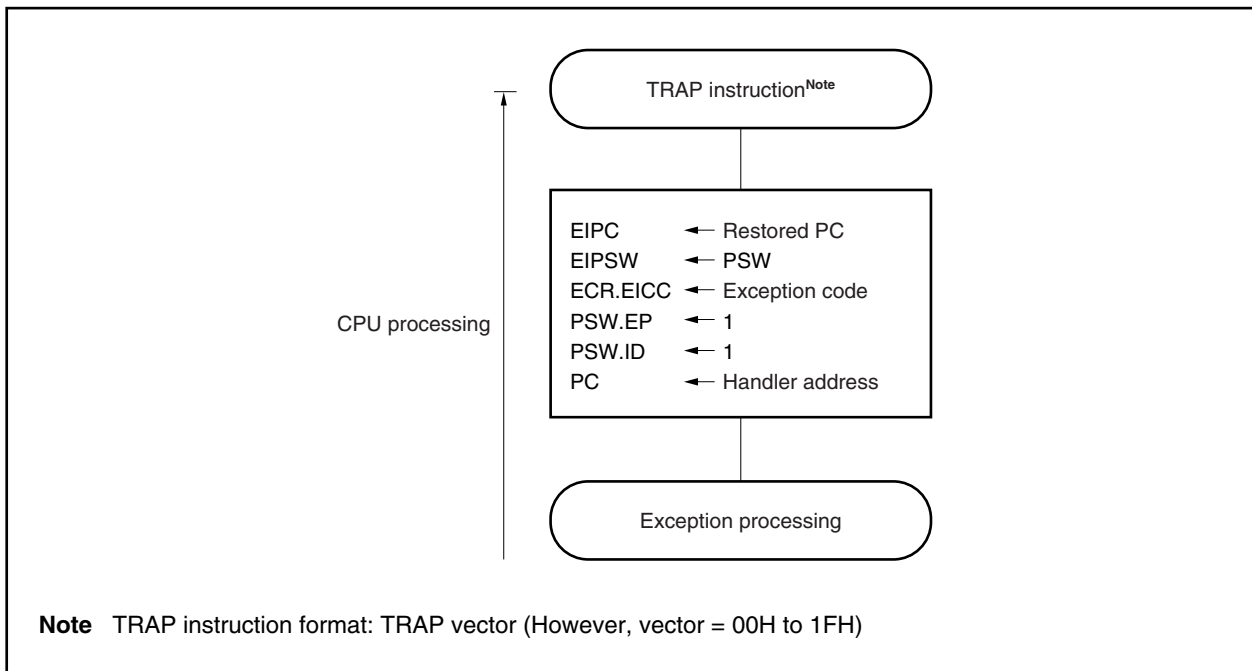 TRAP instructionNote
EIPC ← Restored PC
EIPSW ← PSW
ECR.EICC ← Exception code
PSW.EP ← 1
PSW.ID ← 1
PC ← Handler address
CPU processing
Exception processing
Note TRAP instruction format: TRAP vector (However, vector = 00H to 1FH)